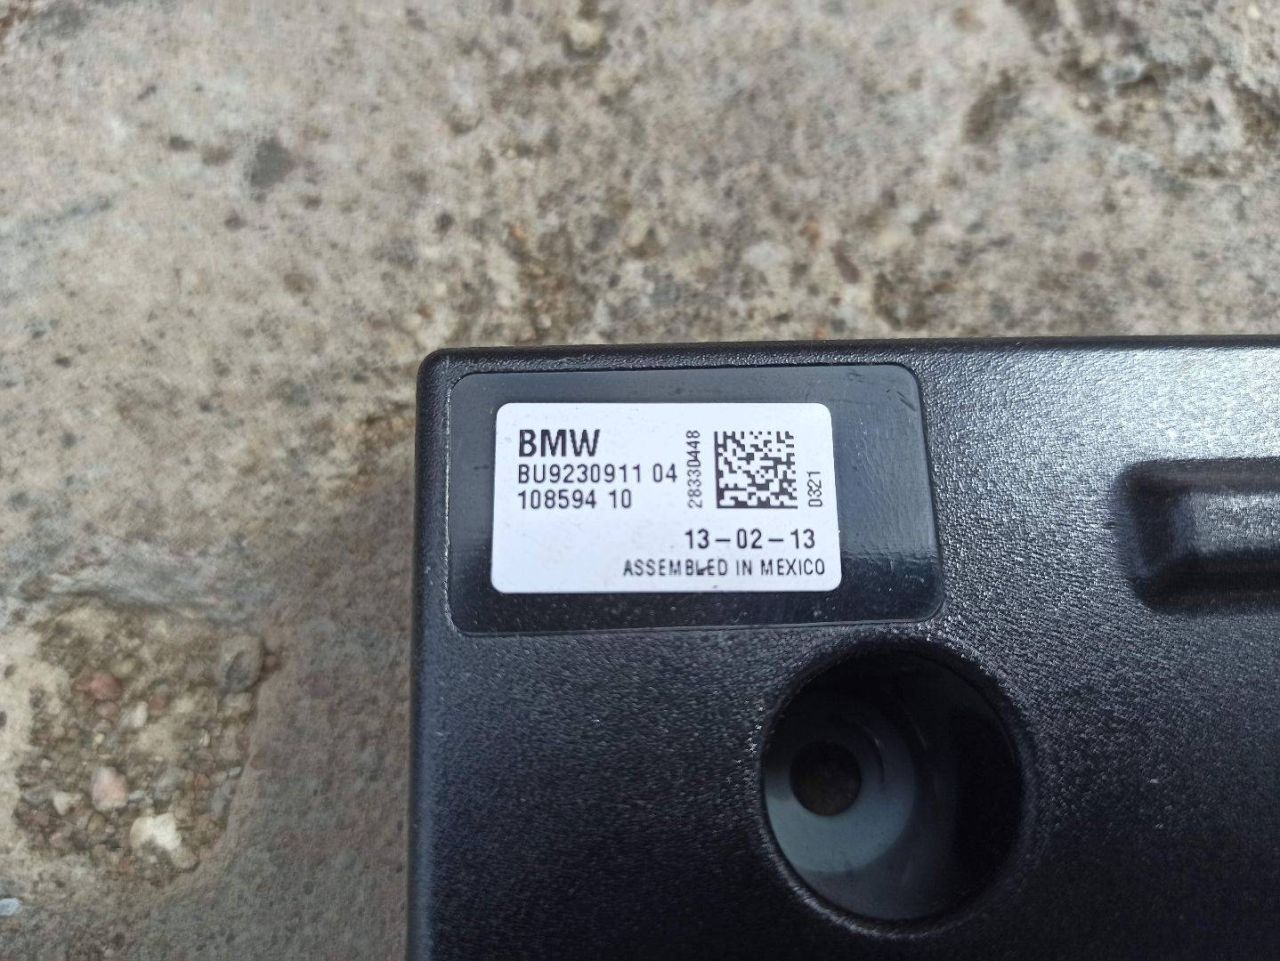 BMW
BU9230911 04
108594 10
28330448
0321
13-02-13
ASSEMBLED IN MEXICO